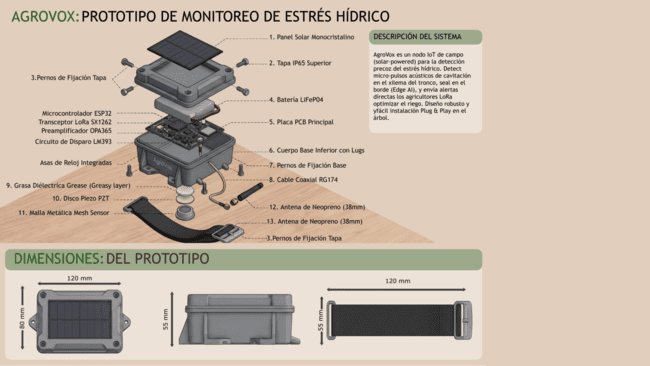 AGROVOX: PROTOTIPO DE MONITOREO DE ESTRÉS HÍDRICO
1. Panel Solar Monocristalino
2. Tapa IP65 Superior
3.Pernos de Fijación Tapa
4. Batería LiFeP04
Microcontrolador ESP32
Transceptor LoRa SX1262
Preamplificador OPA365
Circuito de Disparo LM393
5. Placa PCB Principal
6. Cuerpo Base Inferior con Lugs
Asas de Reloj Integradas
7. Pernos de Fijación Base
8. Cable Coaxial RG174
9. Grasa Diélectrica Grease (Greasy layer)
10. Disco Piezo PZT
11. Malla Metálica Mesh Sensor
12. Antena de Neopreno (38mm)
13. Antena de Neopreno (38mm)
3.Pernos de Fijación Tapa
DESCRIPCIÓN DEL SISTEMA
AgroVox es un nodo IoT de campo
(solar-powered) para la detección
precoz del estrés hídrico. Detect
micro-pulsos acústicos de cavitación
en el xilema del tronco, seal en el
borde (Edge AI), y envía alertas
directas los agricultores LoRa
optimizar el riego. Diseño robusto y
yfácil instalación Plug & Play en el
árbol.
DIMENSIONES: DEL PROTOTIPO
120 mm
80 mm
55 mm
120 mm
55 mm